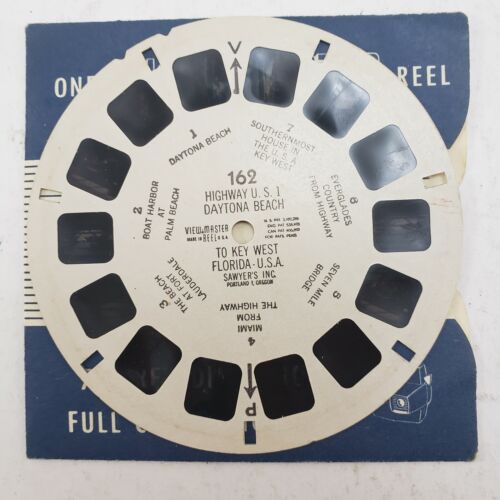 ONE
REEL
V
1
DAYTONA BEACH
7
SOUTHERNMOST
HOUSE IN
THE U. S. A
KEY WEST
162
HIGHWAY U. S. 1
DAYTONA BEACH
VIEW-MASTER
MADE IN REEL U.S.A.
TO KEY WEST
FLORIDA - U.S.A.
SAWYER'S INC.
PORTLAND 1, OREGON
2
BOAT HARBOR
AT
PALM BEACH
6
EVERGLADES
COUNTRY
FROM HIGHWAY
3
THE BEACH
AT FORT
LAUDERDALE
5
SEVEN MILE
BRIDGE
4
MIAMI
FROM
THE HIGHWAY
P
FULL